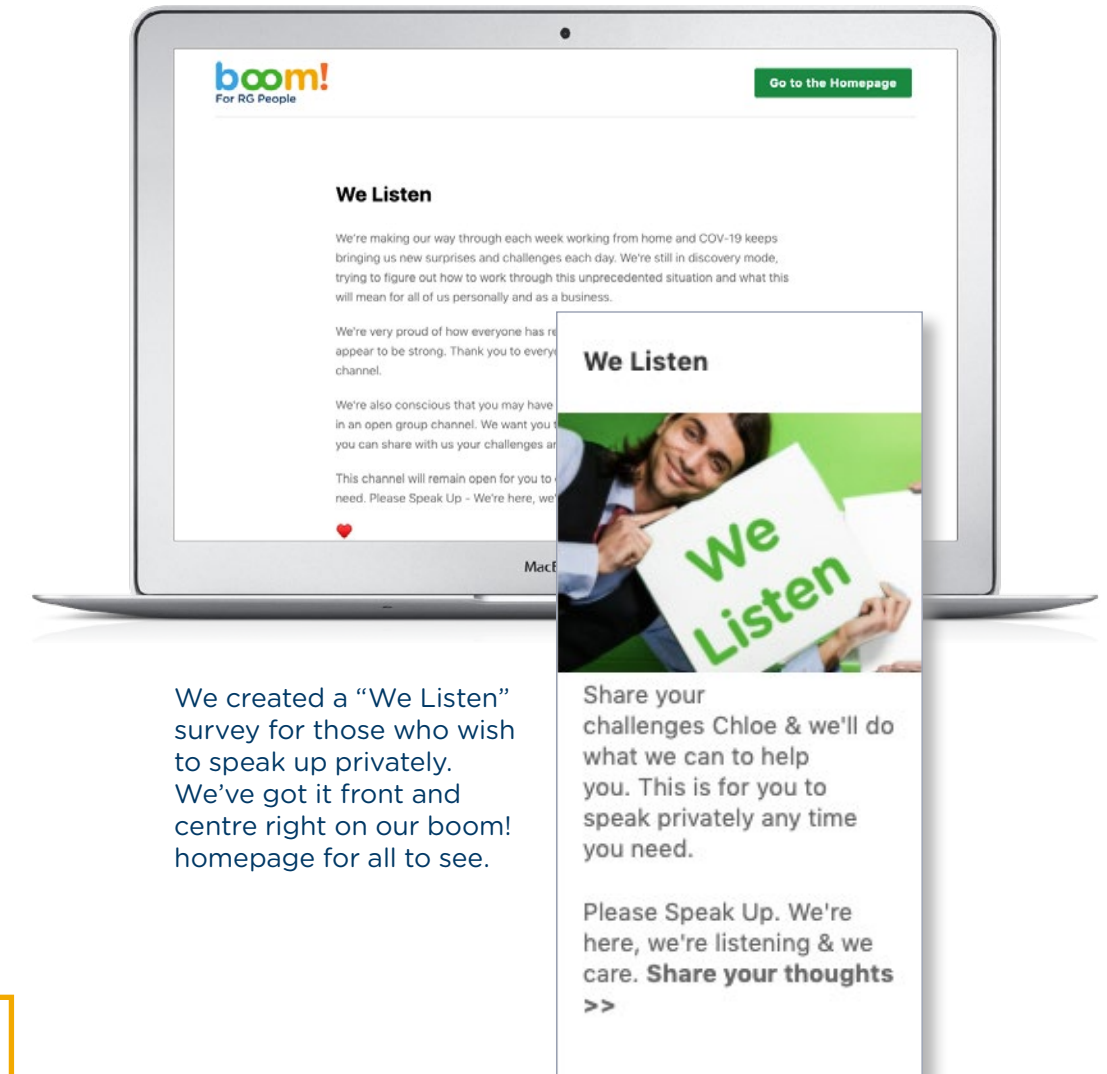 boom!
For RG People
Go to the Homepage
We Listen
We're making our way through each week working from home and COV-19 keeps
bringing us new surprises and challenges each day. We're still in discovery mode,
trying to figure out how to work through this unprecedented situation and what this
will mean for all of us personally and as a business.
We're very proud of how everyone has
appear to be strong. Thank you to
channel.
We're also conscious that you may have
in an open group channel. We want you
you can share with us your challenges
This channel will remain open for you to
need. Please Speak Up - We're here,
We Listen
We
Listen
Share your
challenges Chloe & we'll do
what we can to help
you. This is for you to
speak privately any time
you need.
Please Speak Up. We're
here, we're listening & we
care. Share your thoughts
>>
We created a “We Listen”
survey for those who wish
to speak up privately.
We’ve got it front and
centre right on our boom!
homepage for all to see.